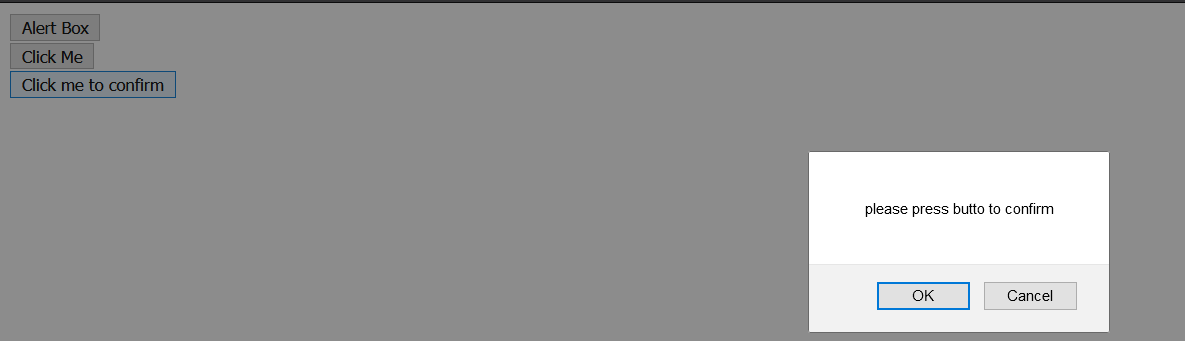 Alert Box
Click Me
Click me to confirm
please press butto to confirm
OK Cancel